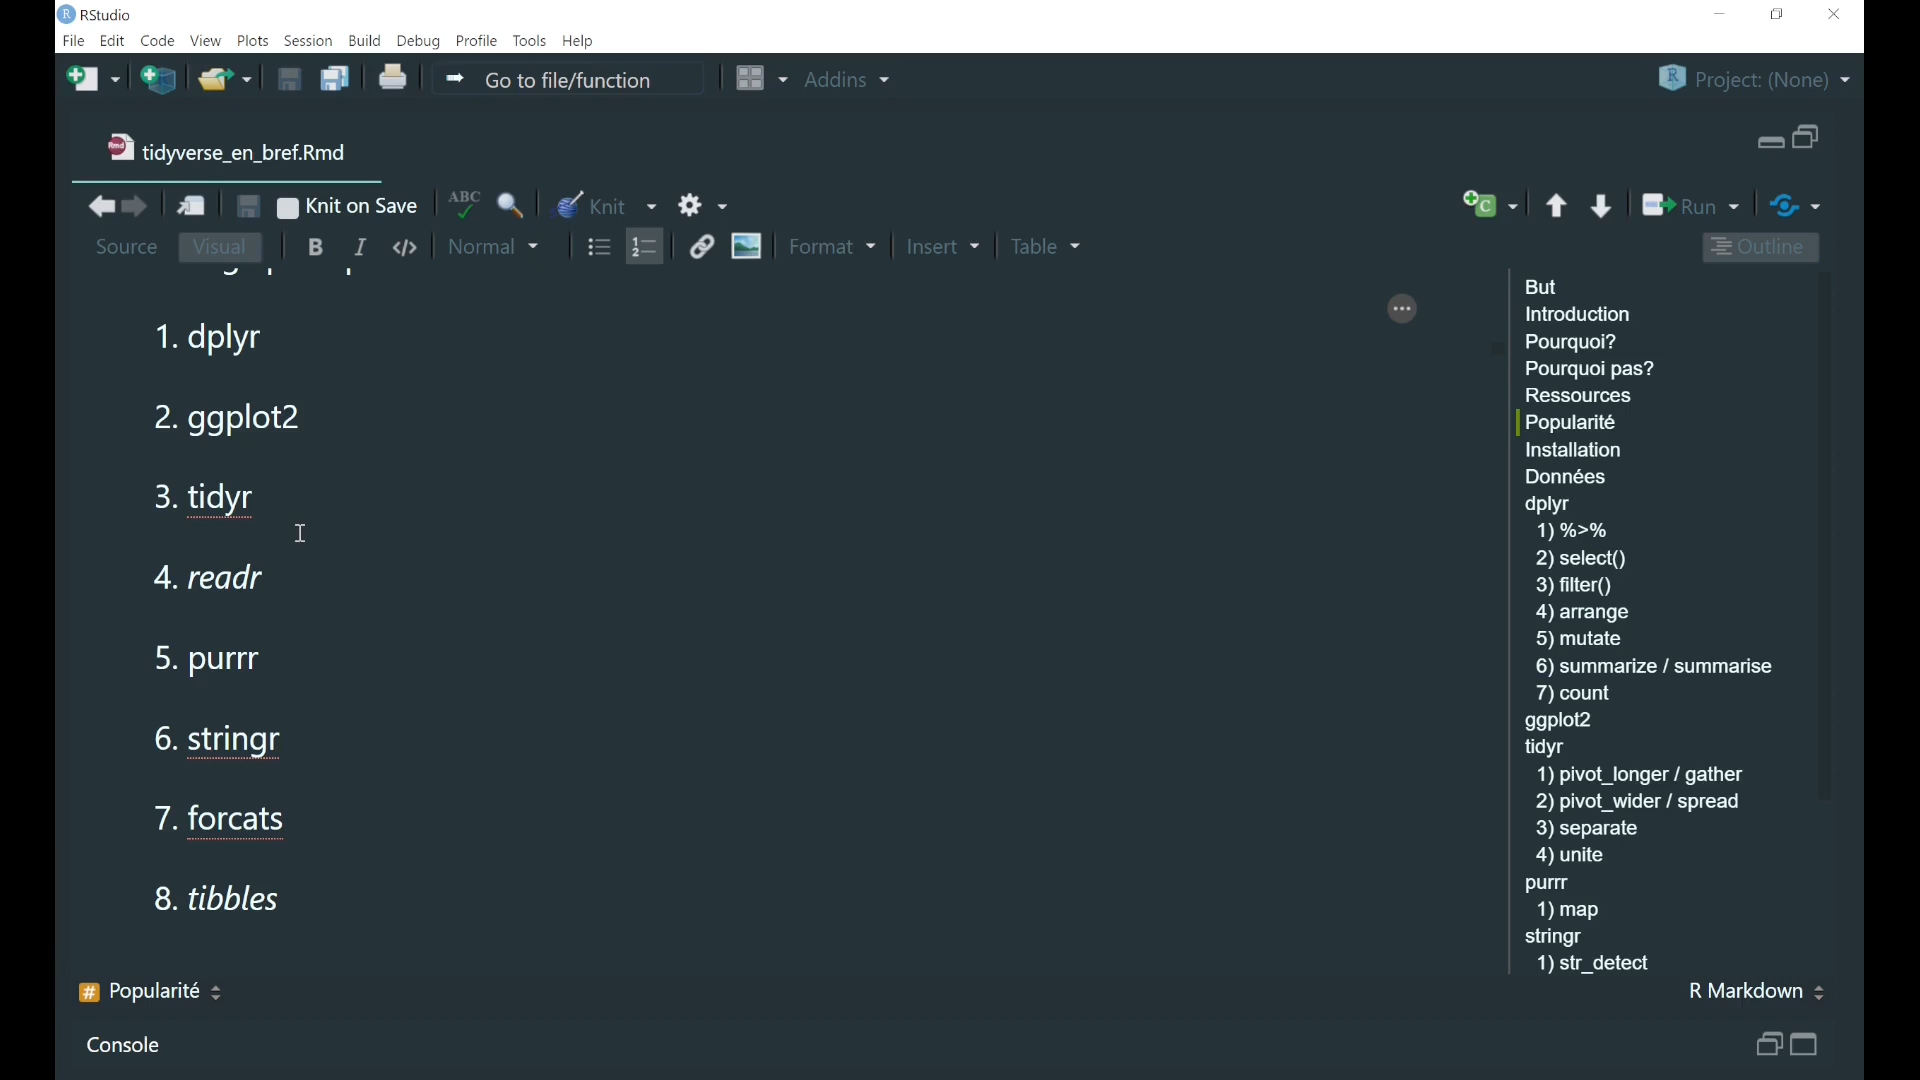 RStudio
File Edit Code View Plots Session Build Debug Profile Tools Help
Go to file/function Addins Project: (None)
tidyverse_en_bref.Rmd
Knit on Save ABC Knit Run
Source Visual B I </> Normal Format Insert Table Outline
1. dplyr
2. ggplot2
3. tidyr
4. readr
5. purrr
6. stringr
7. forcats
8. tibbles
But
Introduction
Pourquoi?
Pourquoi pas?
Ressources
Popularité
Installation
Données
dplyr
1) %>%
2) select()
3) filter()
4) arrange
5) mutate
6) summarize / summarise
7) count
ggplot2
tidyr
1) pivot_longer / gather
2) pivot_wider / spread
3) separate
4) unite
purrr
1) map
stringr
1) str_detect
# Popularité R Markdown
Console